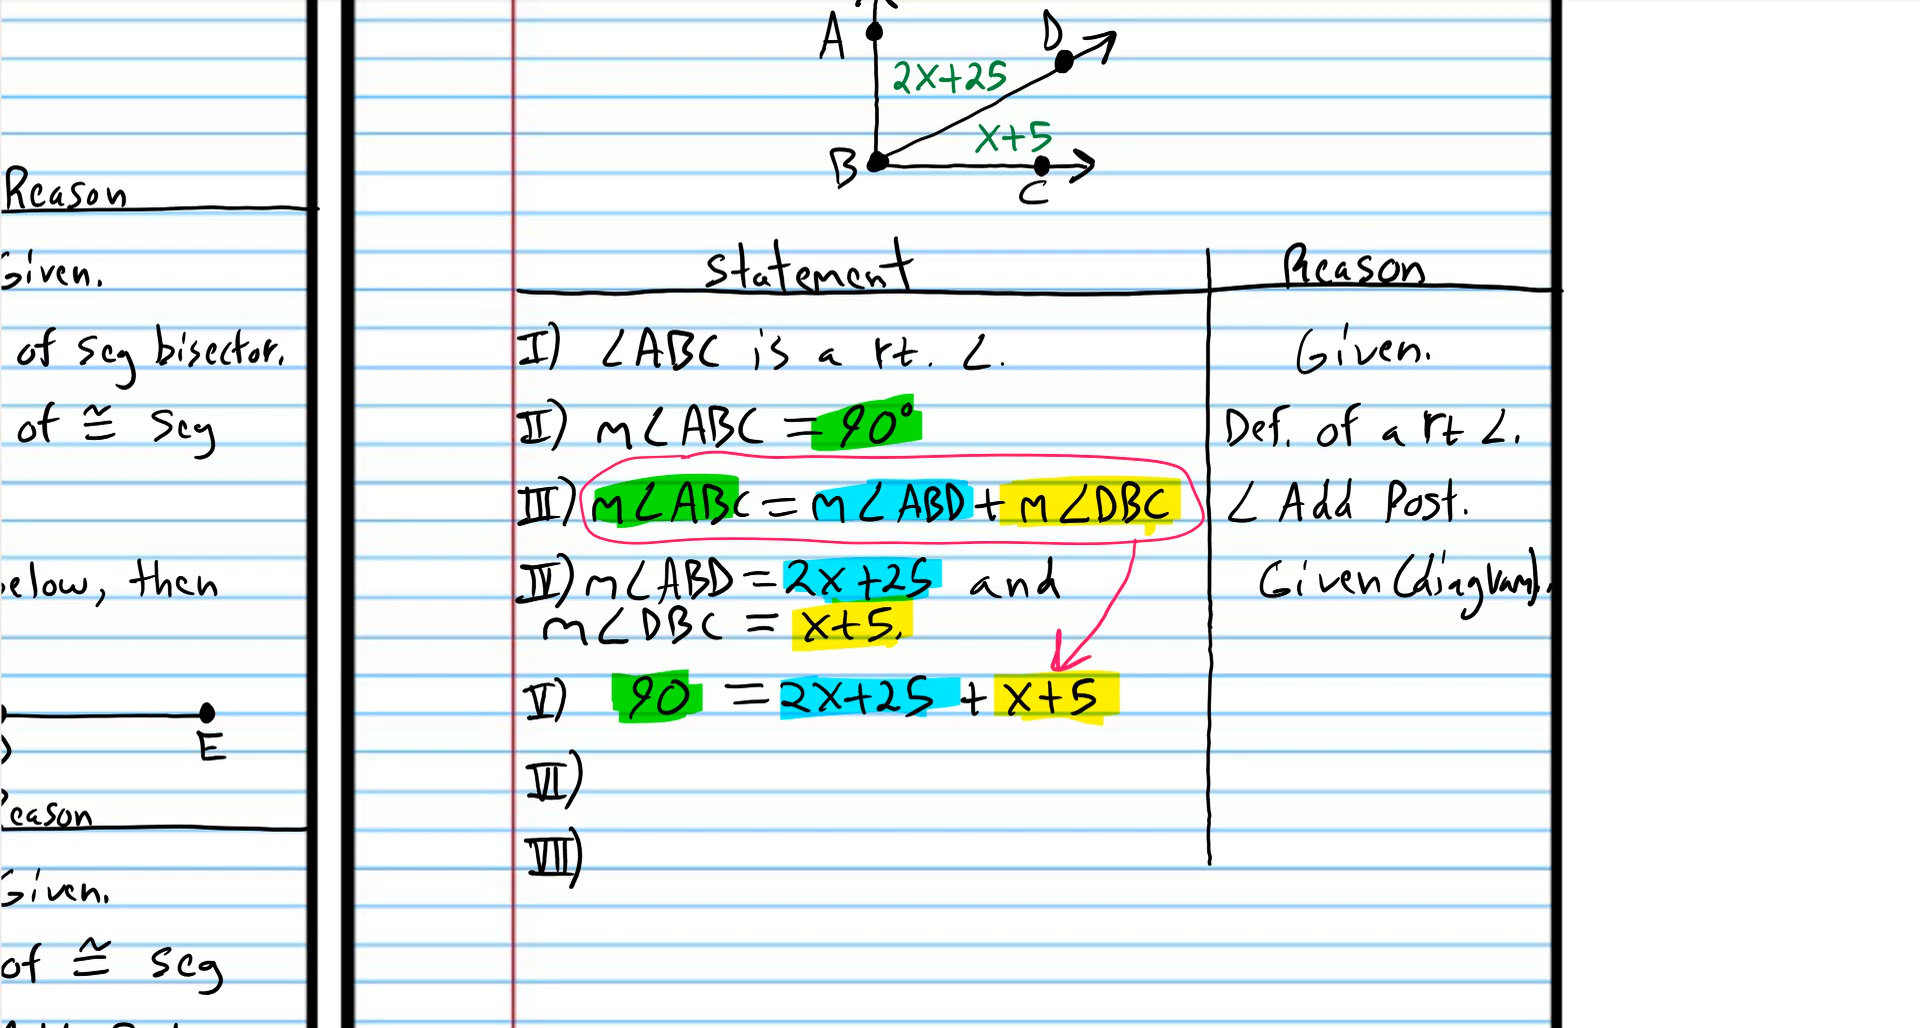 Reason
Given.
of seg bisector.
of ≅ seg
elow, then
E
eason
Given.
of ≅ seg
A
D
2x+25
x+5
B
C
Statement Reason
I) ∠ABC is a rt. ∠. Given.
II) m∠ABC = 90° Def. of a rt ∠.
III) m∠ABC = m∠ABD + m∠DBC ∠ Add Post.
IV) m∠ABD = 2x+25 and Given (diagram).
m∠DBC = x+5.
V) 90 = 2x+25 + x+5
VI)
VII)